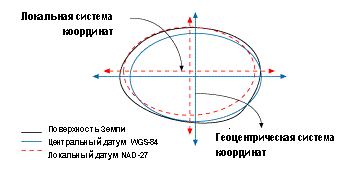 Локальная система
координат
Поверхность Земли
Центральный датум WGS-84
Локальный датум NAD-27
Геоцентрическая система
координат